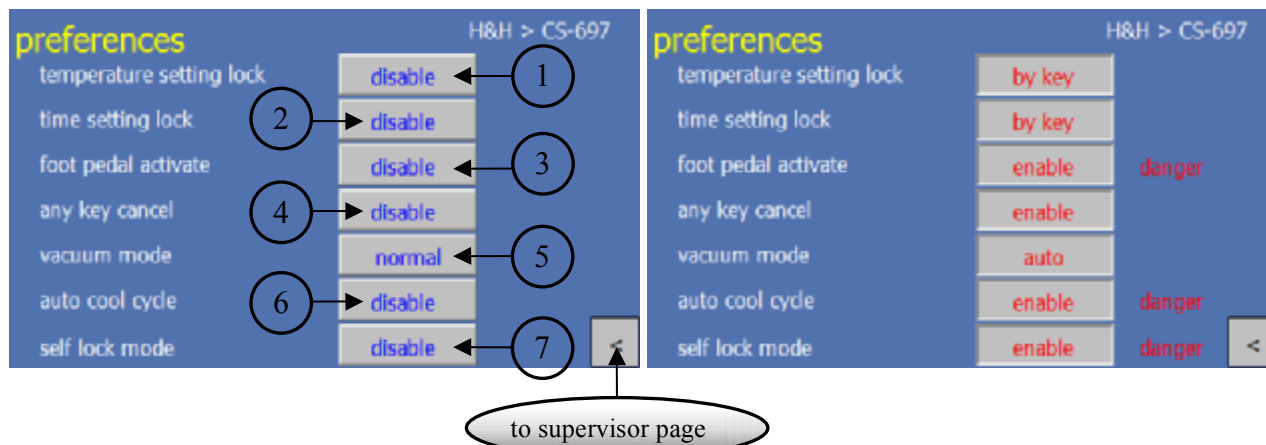 preferences
H&H > CS-697
temperature setting lock disable 1
time setting lock 2 disable
foot pedal activate disable 3
any key cancel 4 disable
vacuum mode normal 5
auto cool cycle 6 disable
self lock mode disable 7 <
preferences
H&H > CS-697
temperature setting lock by key
time setting lock by key
foot pedal activate enable danger
any key cancel enable
vacuum mode auto
auto cool cycle enable danger
self lock mode enable danger <
to supervisor page